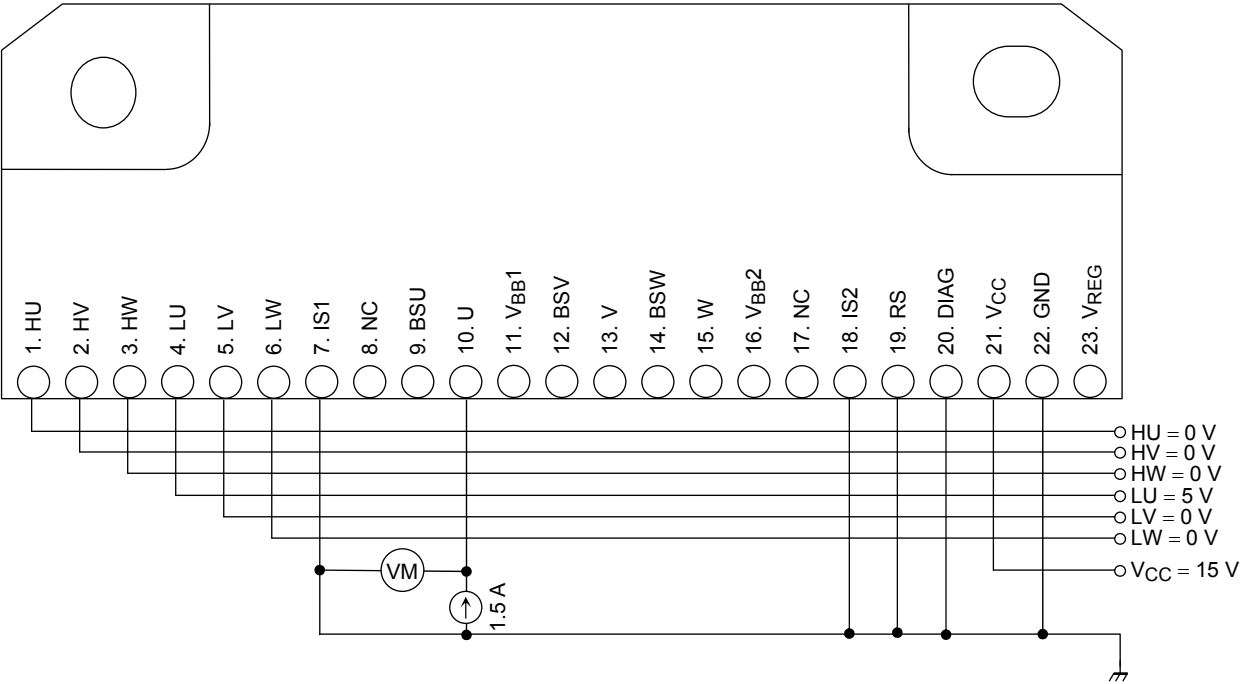 1. HU
2. HV
3. HW
4. LU
5. LV
6. LW
7. IS1
8. NC
9. BSU
10. U
11. VBB1
12. BSV
13. V
14. BSW
15. W
16. VBB2
17. NC
18. IS2
19. RS
20. DIAG
21. VCC
22. GND
23. VREG
HU = 0 V
HV = 0 V
HW = 0 V
LU = 5 V
LV = 0 V
LW = 0 V
VM
VCC = 15 V
1.5 A